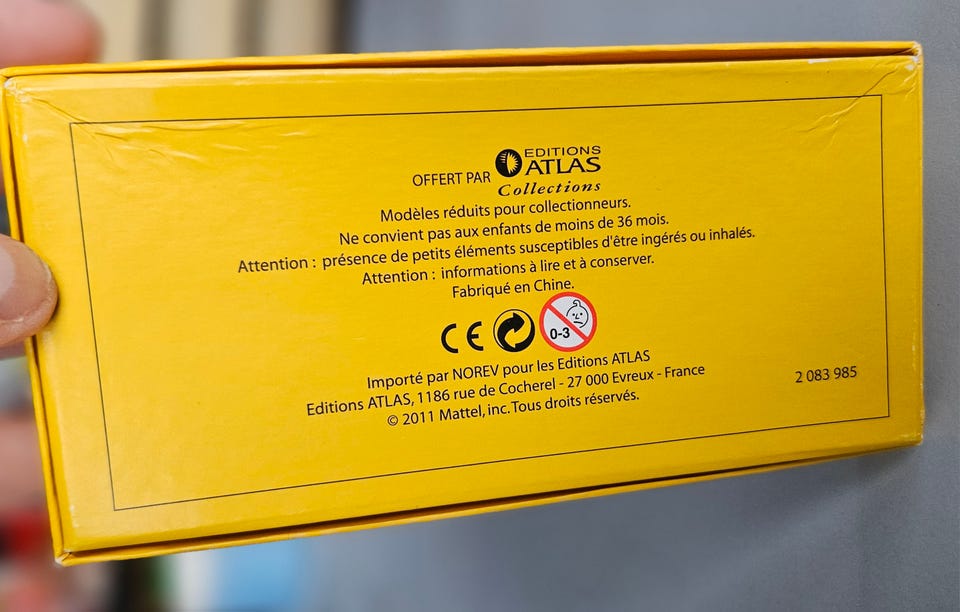 OFFERT PAR EDITIONS ATLAS Collections
Modèles réduits pour collectionneurs.
Ne convient pas aux enfants de moins de 36 mois.
Attention : présence de petits éléments susceptibles d'être ingérés ou inhalés.
Attention : informations à lire et à conserver.
Fabriqué en Chine.
CE 0-3
Importé par NOREV pour les Editions ATLAS
Editions ATLAS, 1186 rue de Cocherel - 27 000 Evreux - France
© 2011 Mattel, inc. Tous droits réservés.
2 083 985